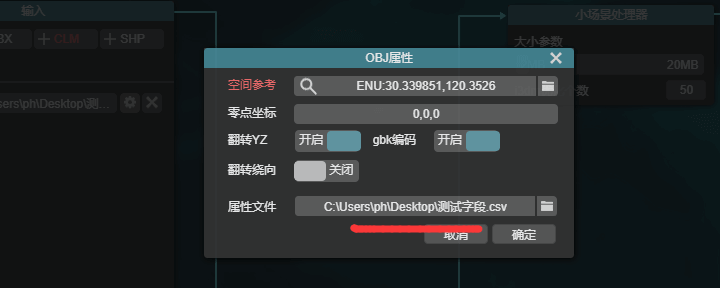 输入
小场景处理器
BX
CLM
SHP
大小参数
OBJ属性
空间参考
ENU:30.339851,120.3526
20MB
数
50
sers\ph\Desktop\测...
零点坐标
0,0,0
翻转YZ
开启
gbk编码
开启
翻转绕向
关闭
属性文件
C:\Users\ph\Desktop\测试字段.csv
取消
确定